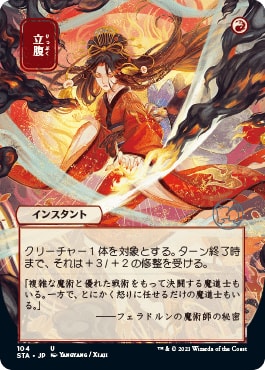 りっぷく
立腹
インスタント
クリーチャー1体を対象とする。ターン終了時
まで、それは+3/+2の修整を受ける。
「複雑な魔術と優れた戦術をもって決闘する魔道士も
いる。一方で、とにかく怒りに任せるだけの魔道士もい
る。」
——フェラドルンの魔術師の秘密
104 U
STA • JP YANGYANG / XIAJI
™ & © 2021 Wizards of the Coast